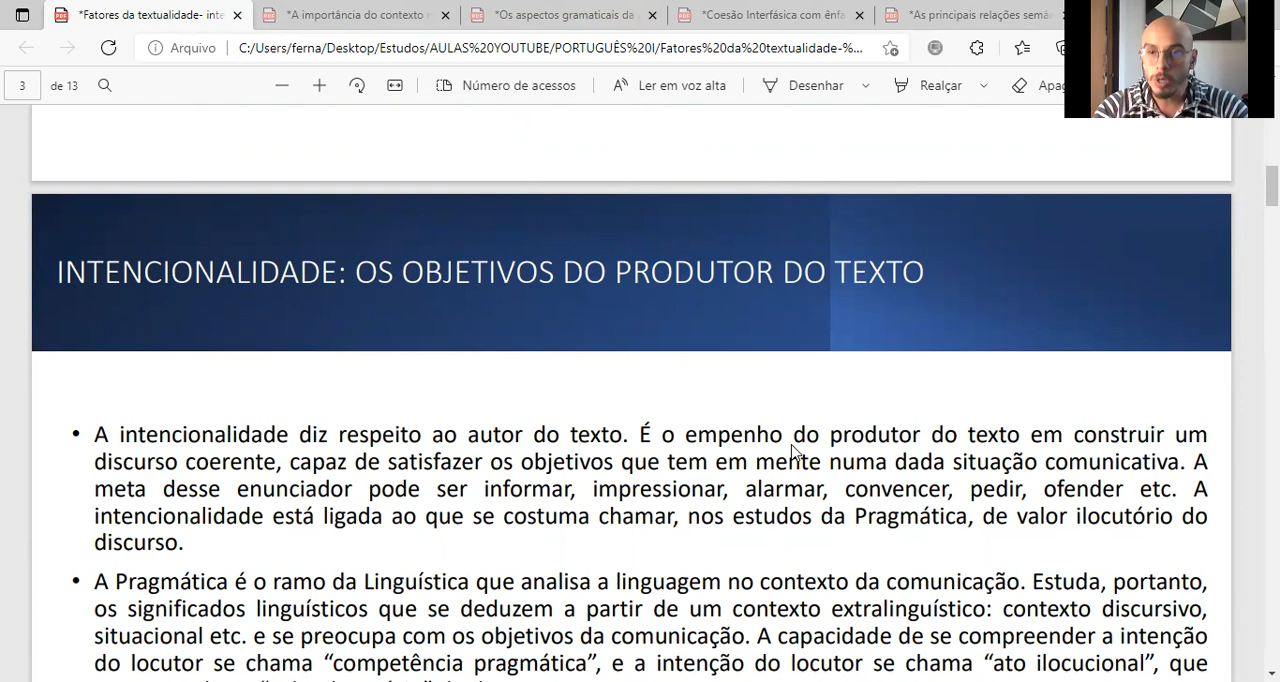 *Fatores da textualidade- inte
*A importância do contexto n
*Os aspectos gramaticais da
*Coesão Interfásica com ênfa
*As principais relações semâ
Arquivo C:/Users/ferna/Desktop/Estudos/AULAS%20YOUTUBE/PORTUGUÊS%20I/Fatores%20da%20textualidade-%...
3 de 13 Número de acessos Ler em voz alta Desenhar Realçar Apag
INTENCIONALIDADE: OS OBJETIVOS DO PRODUTOR DO TEXTO
• A intencionalidade diz respeito ao autor do texto. É o empenho do produtor do texto em construir um
discurso coerente, capaz de satisfazer os objetivos que tem em mente numa dada situação comunicativa. A
meta desse enunciador pode ser informar, impressionar, alarmar, convencer, pedir, ofender etc. A
intencionalidade está ligada ao que se costuma chamar, nos estudos da Pragmática, de valor ilocutório do
discurso.
• A Pragmática é o ramo da Linguística que analisa a linguagem no contexto da comunicação. Estuda, portanto,
os significados linguísticos que se deduzem a partir de um contexto extralinguístico: contexto discursivo,
situacional etc. e se preocupa com os objetivos da comunicação. A capacidade de se compreender a intenção
do locutor se chama “competência pragmática”, e a intenção do locutor se chama “ato ilocucional”, que